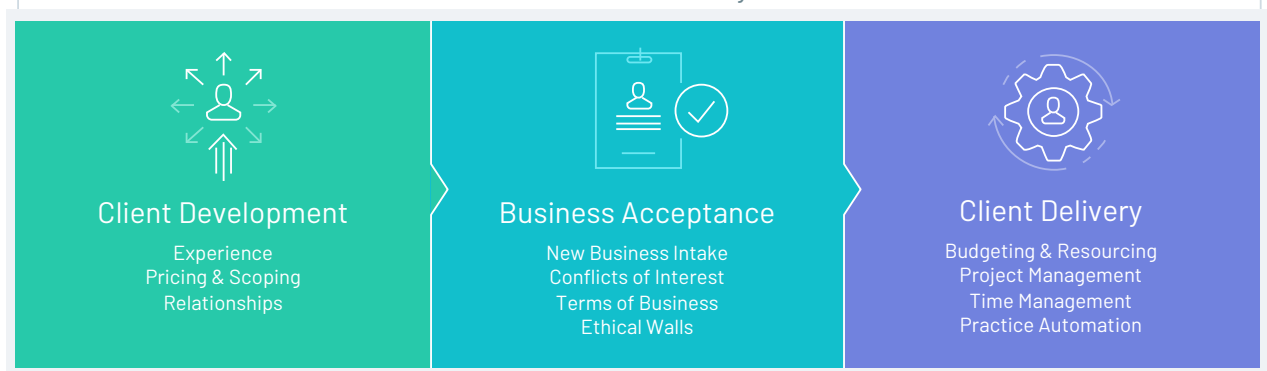 Client Development
Experience
Pricing & Scoping
Relationships
Business Acceptance
New Business Intake
Conflicts of Interest
Terms of Business
Ethical Walls
Client Delivery
Budgeting & Resourcing
Project Management
Time Management
Practice Automation